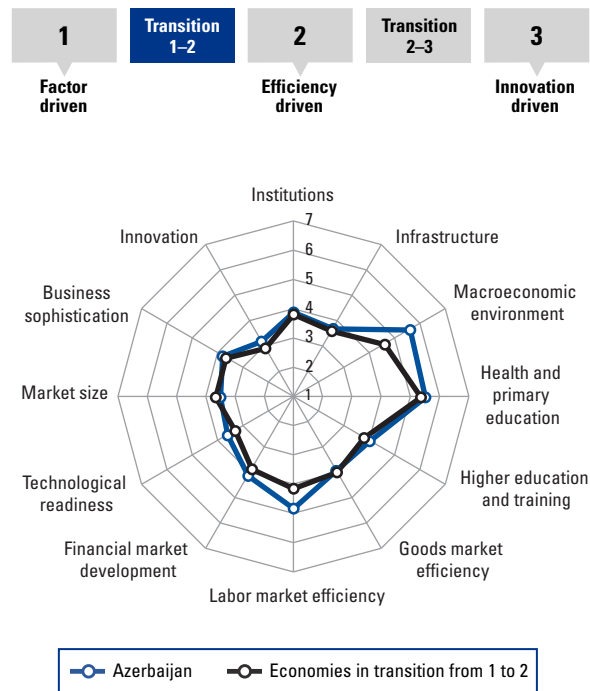 1
Transition
1–2
2
Transition
2–3
3
Factor
driven
Efficiency
driven
Innovation
driven
Institutions
Infrastructure
Macroeconomic
environment
Health and
primary
education
Higher education
and training
Goods market
efficiency
Labor market efficiency
Financial market
development
Technological
readiness
Market size
Business
sophistication
Innovation
7
6
5
4
3
2
1
Azerbaijan
Economies in transition from 1 to 2